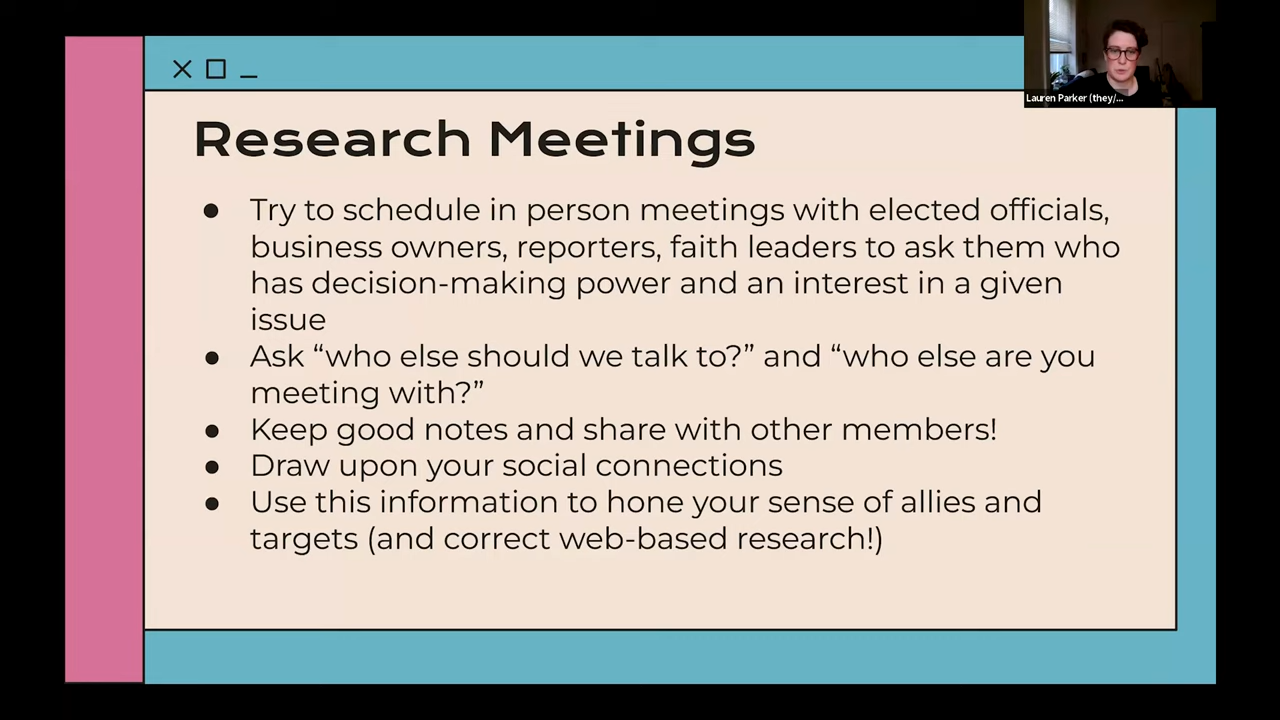 Lauren Parker (they/...
Research Meetings
● Try to schedule in person meetings with elected officials,
business owners, reporters, faith leaders to ask them who
has decision-making power and an interest in a given
issue
● Ask “who else should we talk to?” and “who else are you
meeting with?”
● Keep good notes and share with other members!
● Draw upon your social connections
● Use this information to hone your sense of allies and
targets (and correct web-based research!)